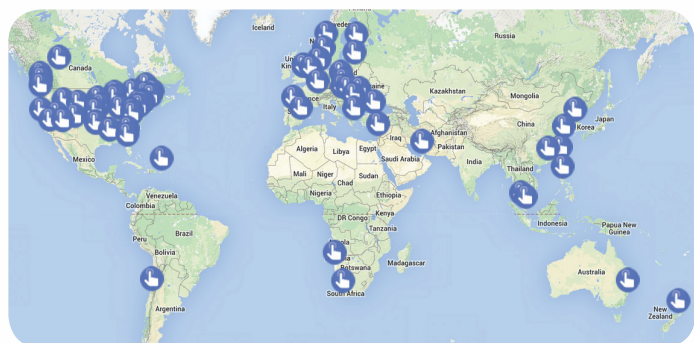 Iceland
Russia
Canada
Kazakhstan
Mongolia
Japan
Italy
China
Korea
Iraq
Afghanistan
Algeria
Libya
Egypt
Pakistan
Mexico
Saudi Arabia
India
Mali
Niger
Sudan
Thailand
Chad
Venezuela
Nigeria
Ethiopia
Colombia
DR Congo
Kenya
Indonesia
Papua New
Guinea
Peru
Brazil
Tanzania
Bolivia
Madagascar
Botswana
Australia
South Africa
Argentina
New
Zealand